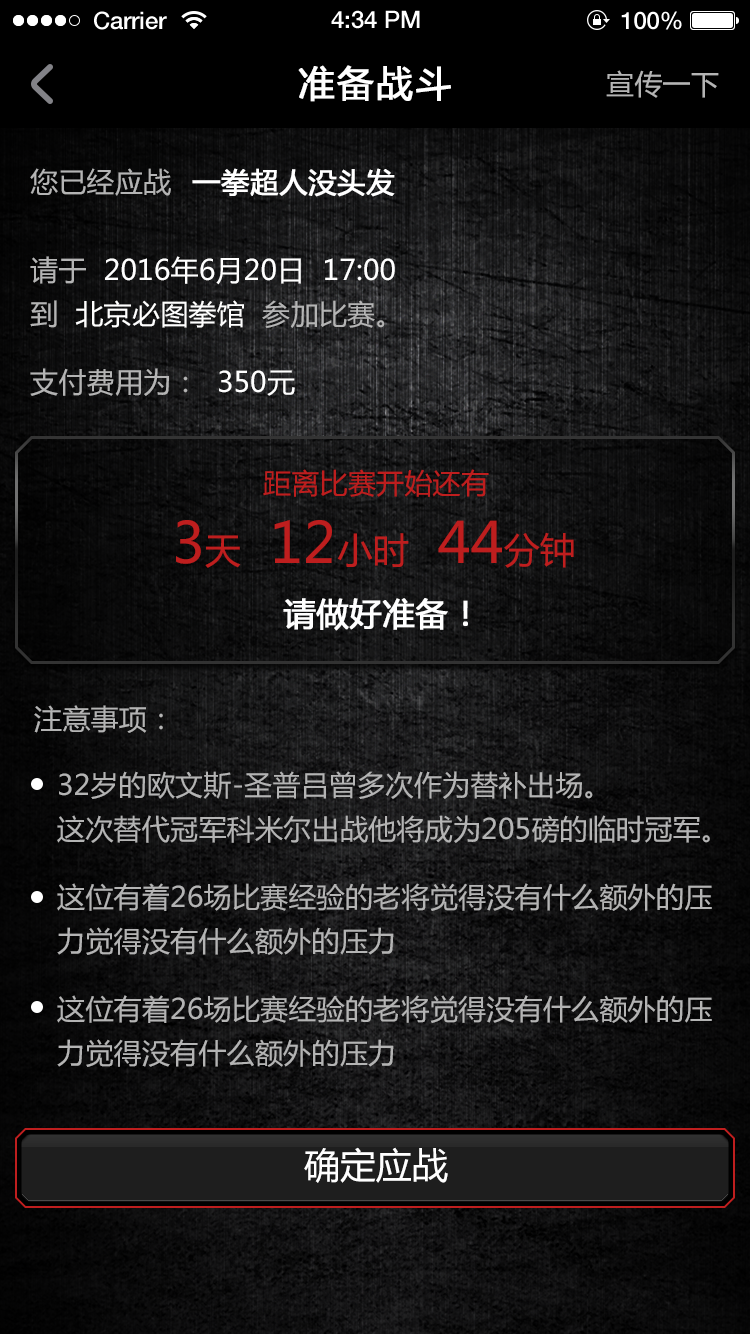 Carrier 4:34 PM 100%
准备战斗 宣传一下
您已经应战 一拳超人没头发
请于 2016年6月20日 17:00
到 北京必图拳馆 参加比赛。
支付费用为： 350元
距离比赛开始还有
3天 12小时 44分钟
请做好准备！
注意事项：
32岁的欧文斯-圣普吕曾多次作为替补出场。
这次替代冠军科米尔出战他将成为205磅的临时冠军。
这位有着26场比赛经验的老将觉得没有什么额外的压
力觉得没有什么额外的压力
这位有着26场比赛经验的老将觉得没有什么额外的压
力觉得没有什么额外的压力
确定应战